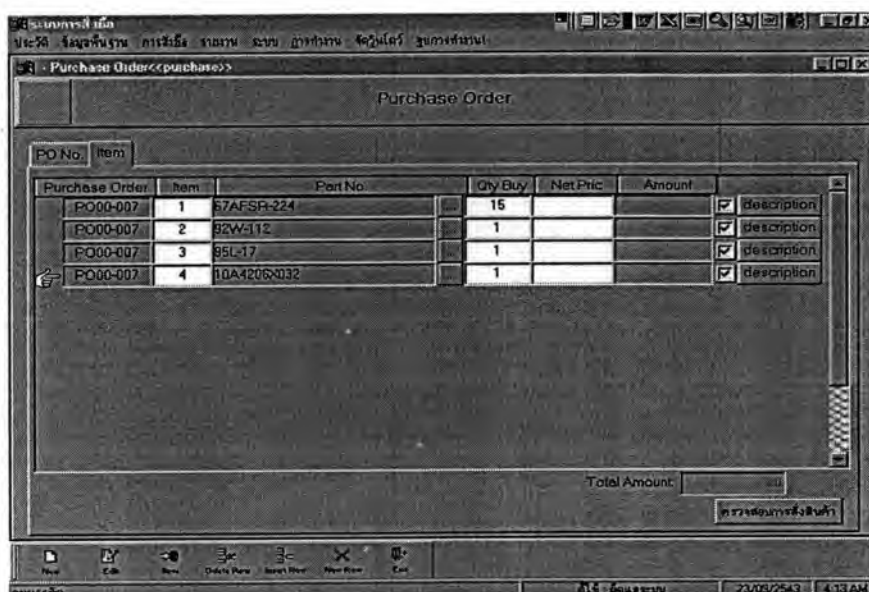 ระบบการสั่งซื้อ
ประวัติ ข้อมูลพื้นฐาน การสั่งซื้อ รายงาน ระบบ
- Purchase Order<<purchase>>
Purchase Order
PO No. Item
Purchase Order Item Part No Qty Buy Net Pric Amount
PO00-007 1 67AFSR-224 ... 15 description
PO00-007 2 92W-112 ... 1 description
PO00-007 3 95L-17 ... 1 description
PO00-007 4 10A4206X032 ... 1 description
Total Amount
ตรวจสอบการสั่งสินค้า
New Edit Save Delete Row Insert Row New Row Exit
23/09/2543 4:13 AM